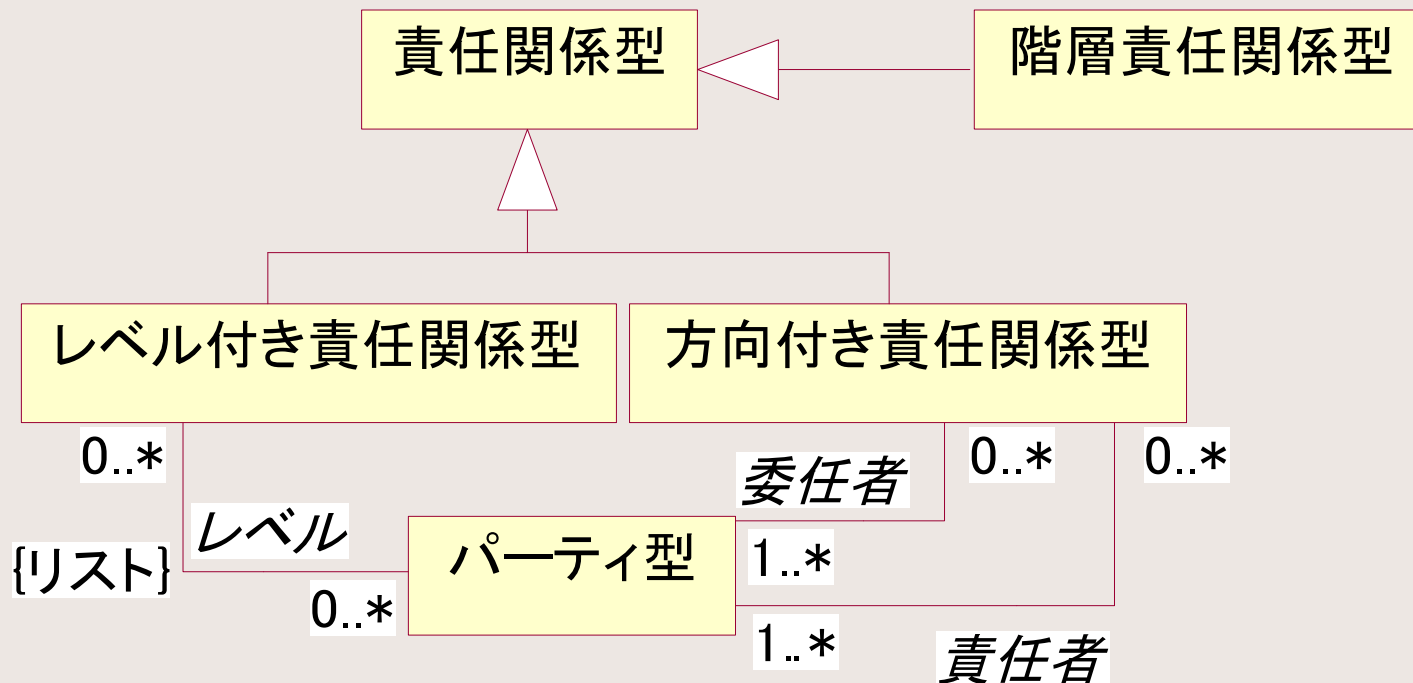 責任関係型
階層責任関係型
レベル付き責任関係型
方向付き責任関係型
0..*
委任者
0..*
0..*
レベル
パーティ型
1..*
{リスト}
0..*
1..*
責任者